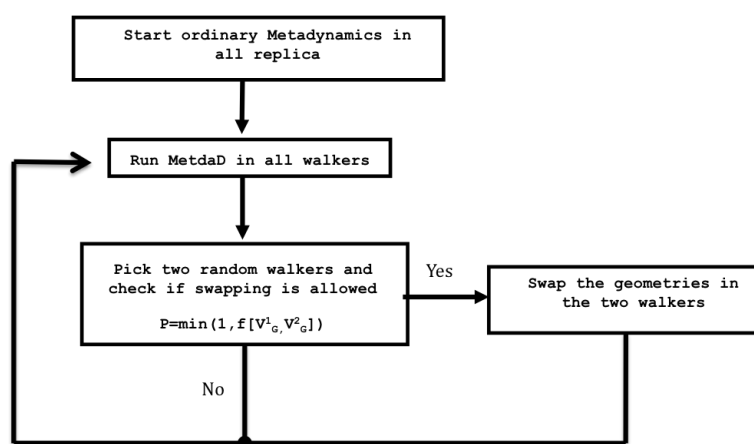 Start ordinary Metadynamics in
all replica
Run MetdaD in all walkers
Pick two random walkers and
check if swapping is allowed
P=min(1,f[V¹G,V²G])
Yes
Swap the geometries in
the two walkers
No